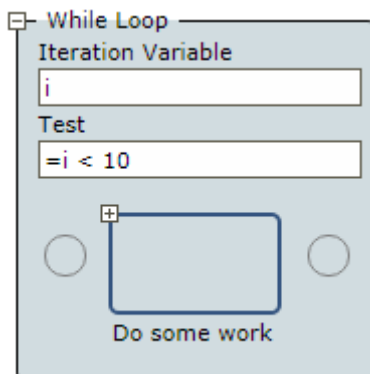 While Loop
Iteration Variable
i
Test
=i < 10
Do some work